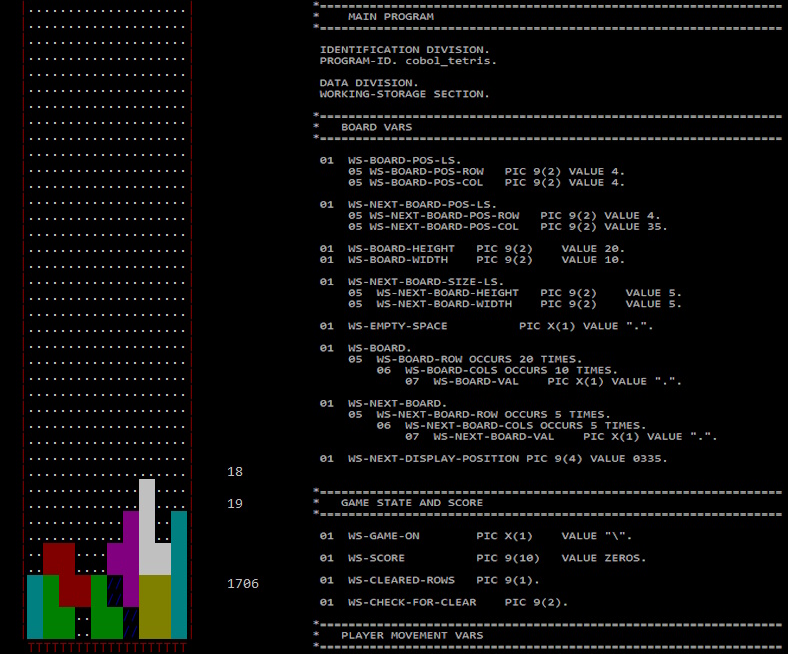 *=================================================================
*    MAIN PROGRAM
*=================================================================
IDENTIFICATION DIVISION.
PROGRAM-ID. cobol_tetris.
DATA DIVISION.
WORKING-STORAGE SECTION.
*=================================================================
*   BOARD VARS
*=================================================================
01  WS-BOARD-POS-LS.
    05 WS-BOARD-POS-ROW   PIC 9(2) VALUE 4.
    05 WS-BOARD-POS-COL   PIC 9(2) VALUE 4.
01  WS-NEXT-BOARD-POS-LS.
    05 WS-NEXT-BOARD-POS-ROW   PIC 9(2) VALUE 4.
    05 WS-NEXT-BOARD-POS-COL   PIC 9(2) VALUE 35.
01  WS-BOARD-HEIGHT   PIC 9(2)    VALUE 20.
01  WS-BOARD-WIDTH    PIC 9(2)    VALUE 10.
01  WS-NEXT-BOARD-SIZE-LS.
    05  WS-NEXT-BOARD-HEIGHT   PIC 9(2)    VALUE 5.
    05  WS-NEXT-BOARD-WIDTH    PIC 9(2)    VALUE 5.
01  WS-EMPTY-SPACE          PIC X(1) VALUE ".".
01  WS-BOARD.
    05  WS-BOARD-ROW OCCURS 20 TIMES.
        06  WS-BOARD-COLS OCCURS 10 TIMES.
            07  WS-BOARD-VAL    PIC X(1) VALUE ".".
01  WS-NEXT-BOARD.
    05  WS-NEXT-BOARD-ROW OCCURS 5 TIMES.
        06  WS-NEXT-BOARD-COLS OCCURS 5 TIMES.
            07  WS-NEXT-BOARD-VAL    PIC X(1) VALUE ".".
01  WS-NEXT-DISPLAY-POSITION PIC 9(4) VALUE 0335.
*=================================================================
*   GAME STATE AND SCORE
*=================================================================
01  WS-GAME-ON        PIC X(1)    VALUE "\".
01  WS-SCORE          PIC 9(10)   VALUE ZEROS.
01  WS-CLEARED-ROWS   PIC 9(1).
01  WS-CHECK-FOR-CLEAR    PIC 9(2).
*=================================================================
*   PLAYER MOVEMENT VARS
*=================================================================
18
19
1706
TTTTTTTTTTTTTTTTTTTT